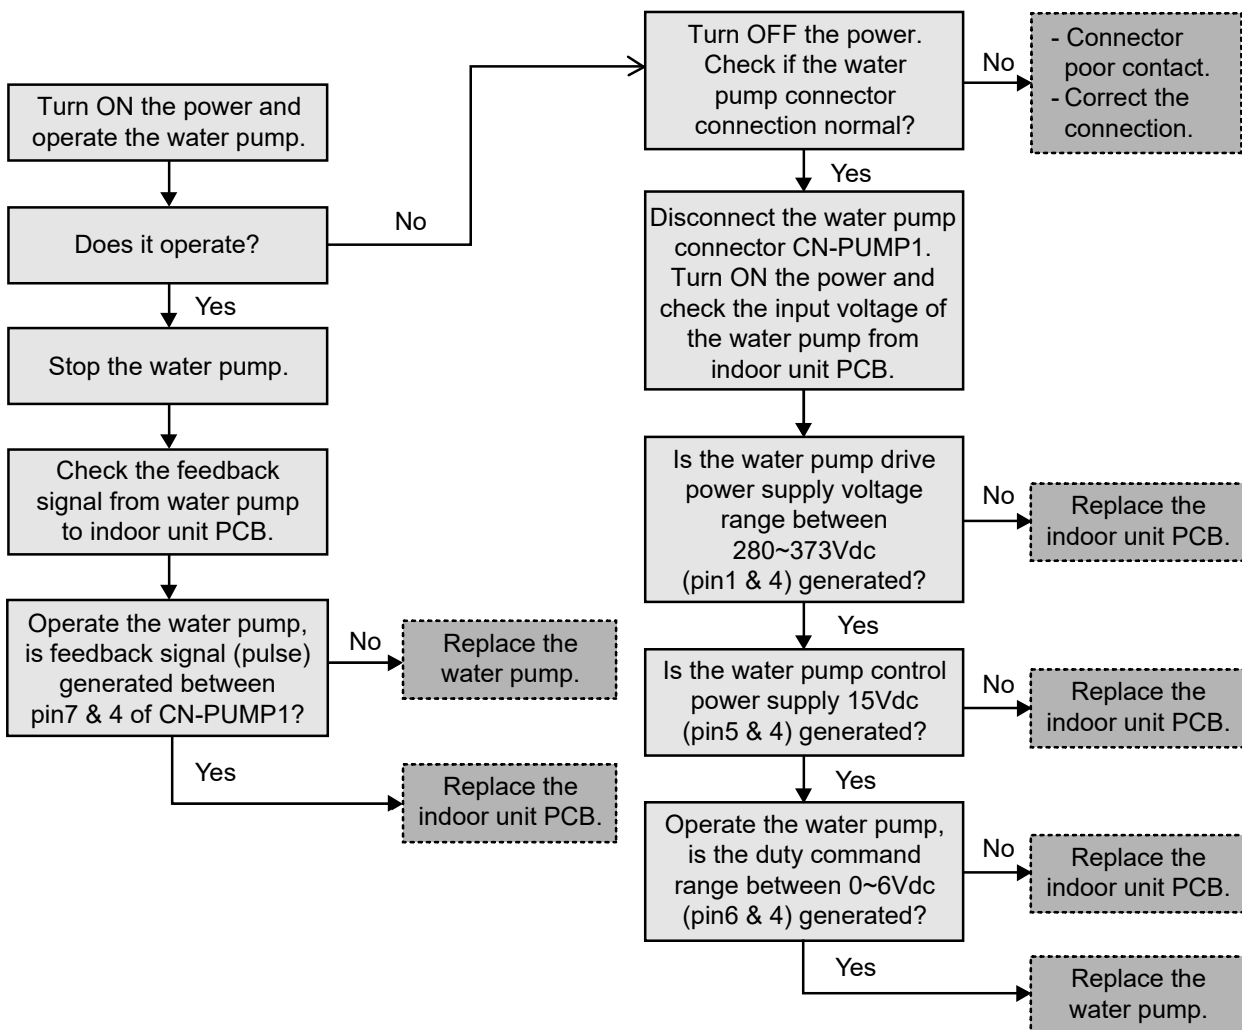 Turn ON the power and
operate the water pump.
Does it operate?
No
Yes
Stop the water pump.
Check the feedback
signal from water pump
to indoor unit PCB.
Operate the water pump,
is feedback signal (pulse)
generated between
pin7 & 4 of CN-PUMP1?
No
Replace the
water pump.
Yes
Replace the
indoor unit PCB.
Turn OFF the power.
Check if the water
pump connector
connection normal?
No
- Connector
poor contact.
- Correct the
connection.
Yes
Disconnect the water pump
connector CN-PUMP1.
Turn ON the power and
check the input voltage of
the water pump from
indoor unit PCB.
Is the water pump drive
power supply voltage
range between
280~373Vdc
(pin1 & 4) generated?
No
Replace the
indoor unit PCB.
Yes
Is the water pump control
power supply 15Vdc
(pin5 & 4) generated?
No
Replace the
indoor unit PCB.
Yes
Operate the water pump,
is the duty command
range between 0~6Vdc
(pin6 & 4) generated?
No
Replace the
indoor unit PCB.
Yes
Replace the
water pump.